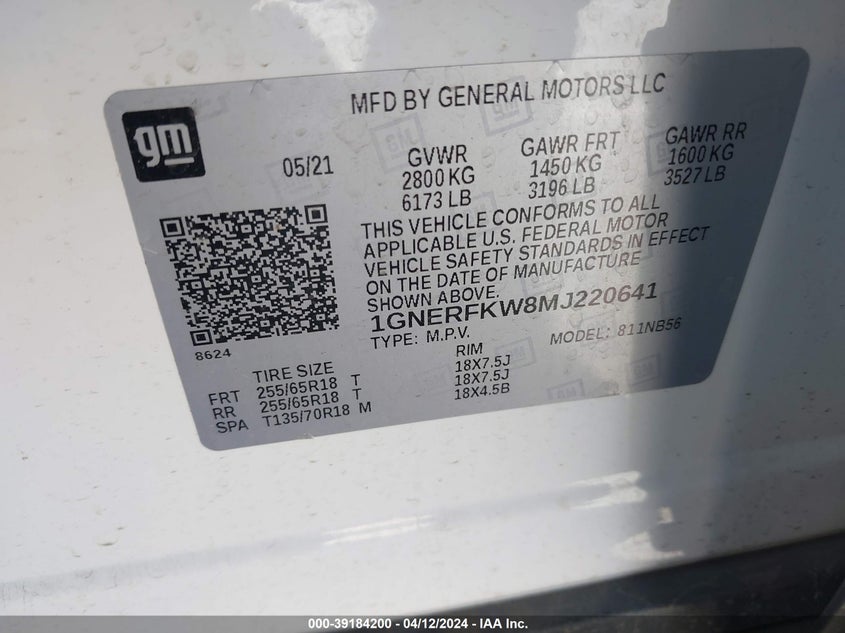 MFD BY GENERAL MOTORS LLC
gm
05/21
GVWR
2800 KG
6173 LB
GAWR FRT
1450 KG
3196 LB
GAWR RR
1600 KG
3527 LB
THIS VEHICLE CONFORMS TO ALL
APPLICABLE U.S. FEDERAL MOTOR
VEHICLE SAFETY STANDARDS IN EFFECT
ON THE DATE OF MANUFACTURE
SHOWN ABOVE.
1GNERFKW8MJ220641
TYPE: M.P.V. MODEL: 811NB56
8624
TIRE SIZE RIM
FRT 255/65R18 T 18X7.5J
RR 255/65R18 T 18X7.5J
SPA T135/70R18 M 18X4.5B
000-39184200 - 04/12/2024 - IAA Inc.